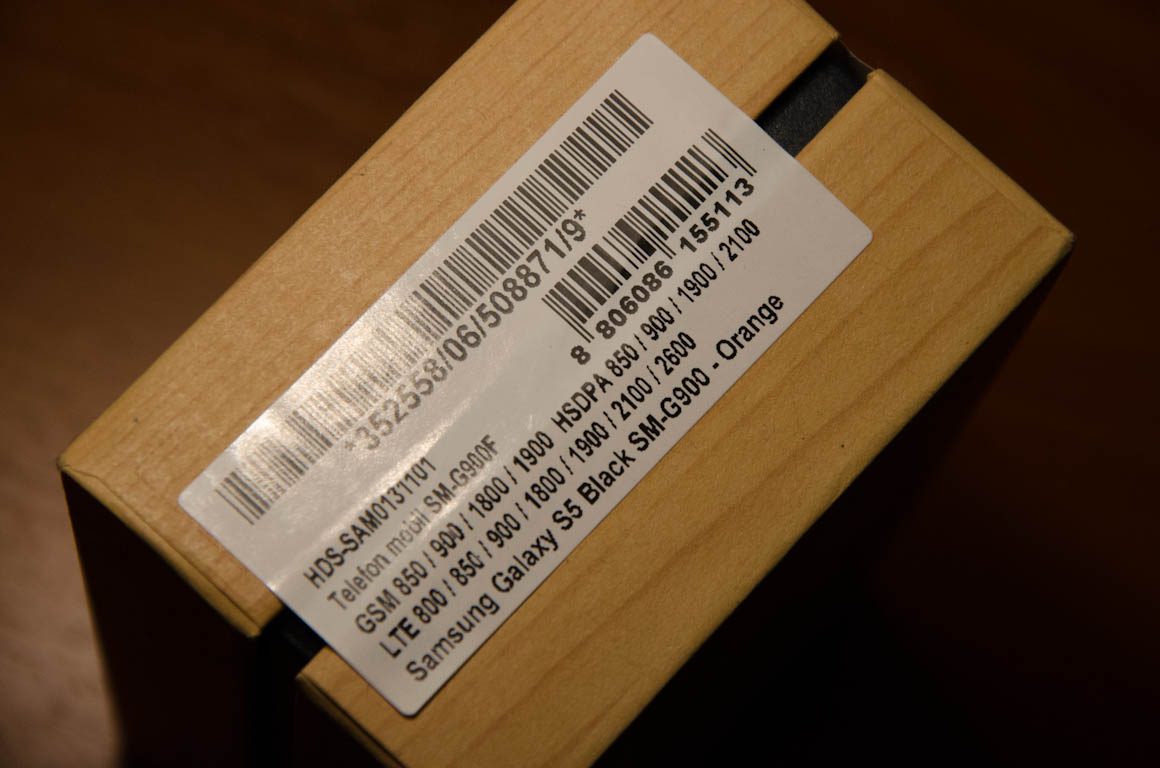 *352558/06/508871/9*
8 806086 155113
HDS-SAM0131101
Telefon mobil SM-G900F
GSM 850 / 900 / 1800 / 1900 HSDPA 850 / 900 / 1900 / 2100
LTE 800 / 850 / 900 / 1800 / 1900 / 2100 / 2600
Samsung Galaxy S5 Black SM-G900 - Orange